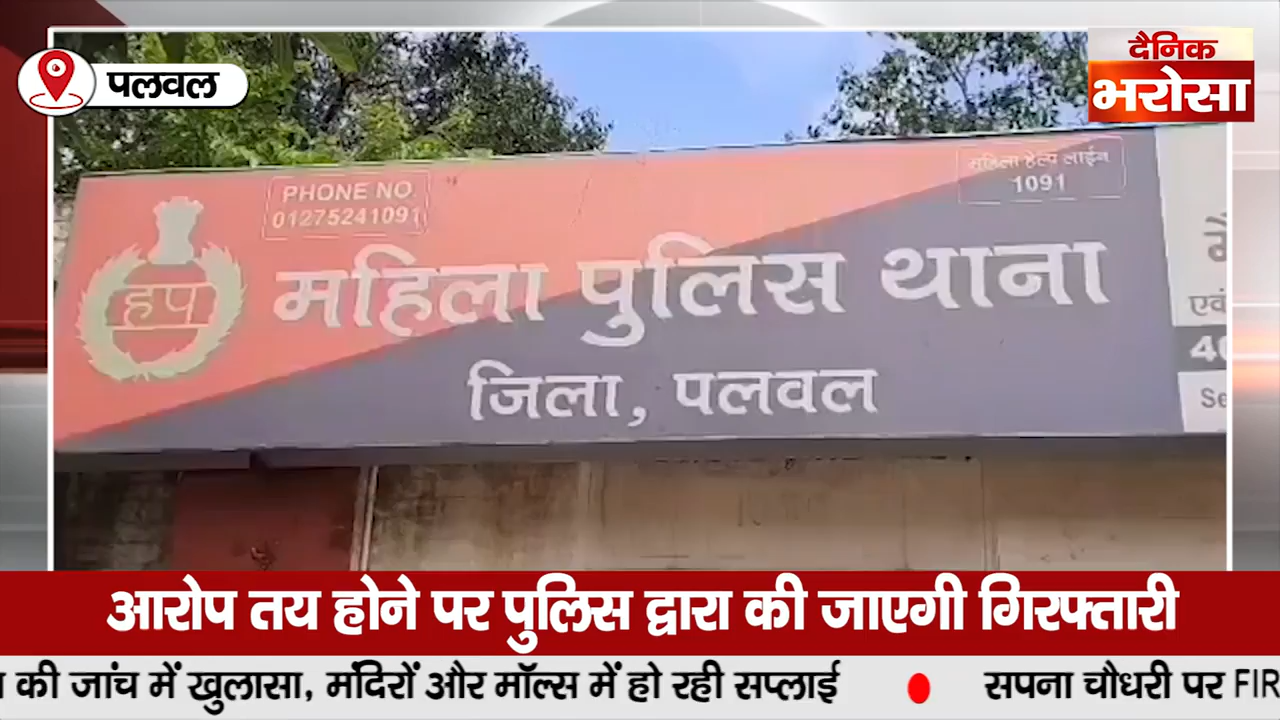 पलवल
दैनिक
भरोसा
PHONE NO.
01275241091
महिला हेल्प लाईन
1091
हप
महिला पुलिस थाना
जिला, पलवल
एवं
आरोप तय होने पर पुलिस द्वारा की जाएगी गिरफ्तारी
की जांच में खुलासा, मंदिरों और मॉल्स में हो रही सप्लाई
सपना चौधरी पर FIR